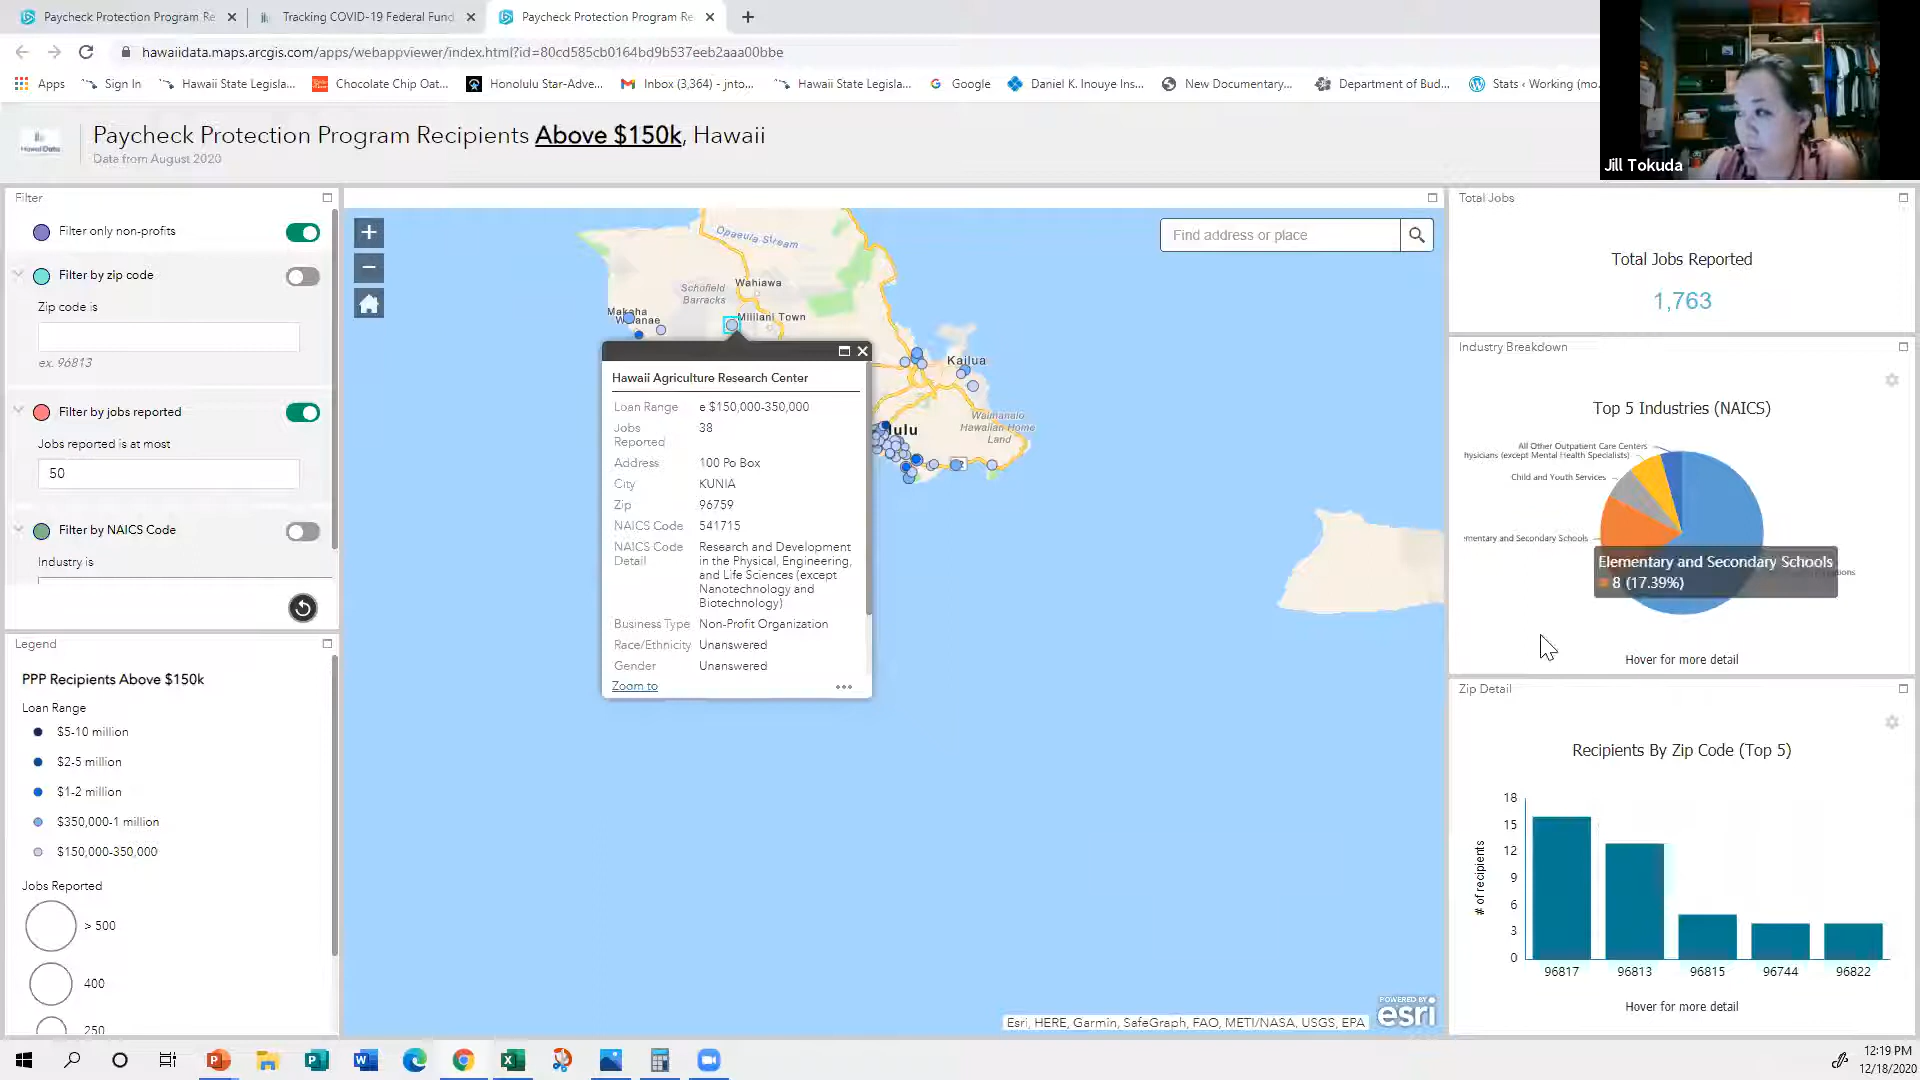 Paycheck Protection Program Re
Tracking COVID-19 Federal Fund
Paycheck Protection Program Re
hawaiidata.maps.arcgis.com/apps/webappviewer/index.html?id=80cd585cb0164bd9b537eeb2aaa00bbe
Apps
Sign In
Hawaii State Legisla...
Chocolate Chip Oat...
Honolulu Star-Adve...
Inbox (3,364) - jnto...
Hawaii State Legisla...
Google
Daniel K. Inouye Ins...
New Documentary...
Department of Bud...
Stats ‹ Working (mo
Jill Tokuda
Paycheck Protection Program Recipients Above $150k, Hawaii
Data from August 2020
Filter
Filter only non-profits
Filter by zip code
Zip code is
ex. 96813
Filter by jobs reported
Jobs reported is at most
50
Filter by NAICS Code
Industry is
Legend
PPP Recipients Above $150k
Loan Range
$5-10 million
$2-5 million
$1-2 million
$350,000-1 million
$150,000-350,000
Jobs Reported
> 500
400
250
Find address or place
Opaeula Stream
Wahiawa
Schofield
Barracks
Makaha
Mililani Town
Kailua
Waimanalo
Hawaiian Home
Land
lulu
Hawaii Agriculture Research Center
Loan Range e $150,000-350,000
Jobs Reported 38
Address 100 Po Box
City KUNIA
Zip 96759
NAICS Code 541715
NAICS Code Detail Research and Development
in the Physical, Engineering,
and Life Sciences (except
Nanotechnology and
Biotechnology)
Business Type Non-Profit Organization
Race/Ethnicity Unanswered
Gender Unanswered
Zoom to
Esri, HERE, Garmin, SafeGraph, FAO, METI/NASA, USGS, EPA
POWERED BY
esri
Total Jobs
Total Jobs Reported
1,763
Industry Breakdown
Top 5 Industries (NAICS)
All Other Outpatient Care Centers
hysicians (except Mental Health Specialists)
Child and Youth Services
ementary and Secondary Schools
Elementary and Secondary Schools
8 (17.39%)
Hover for more detail
Zip Detail
Recipients By Zip Code (Top 5)
# of recipients
18
15
12
9
6
3
0
96817 96813 96815 96744 96822
Hover for more detail
12:19 PM
12/18/2020